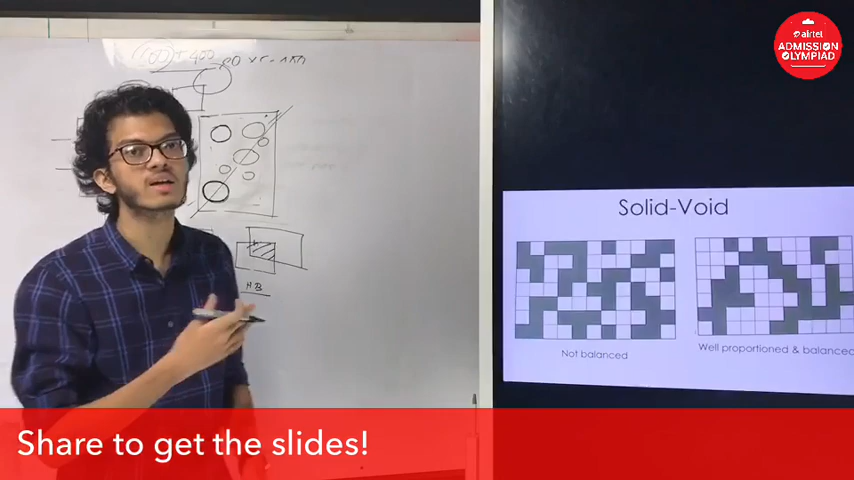 airtel
ADMISSION
OLYMPIAD
HB
Solid-Void
Not balanced
Well proportioned & balanced
Share to get the slides!